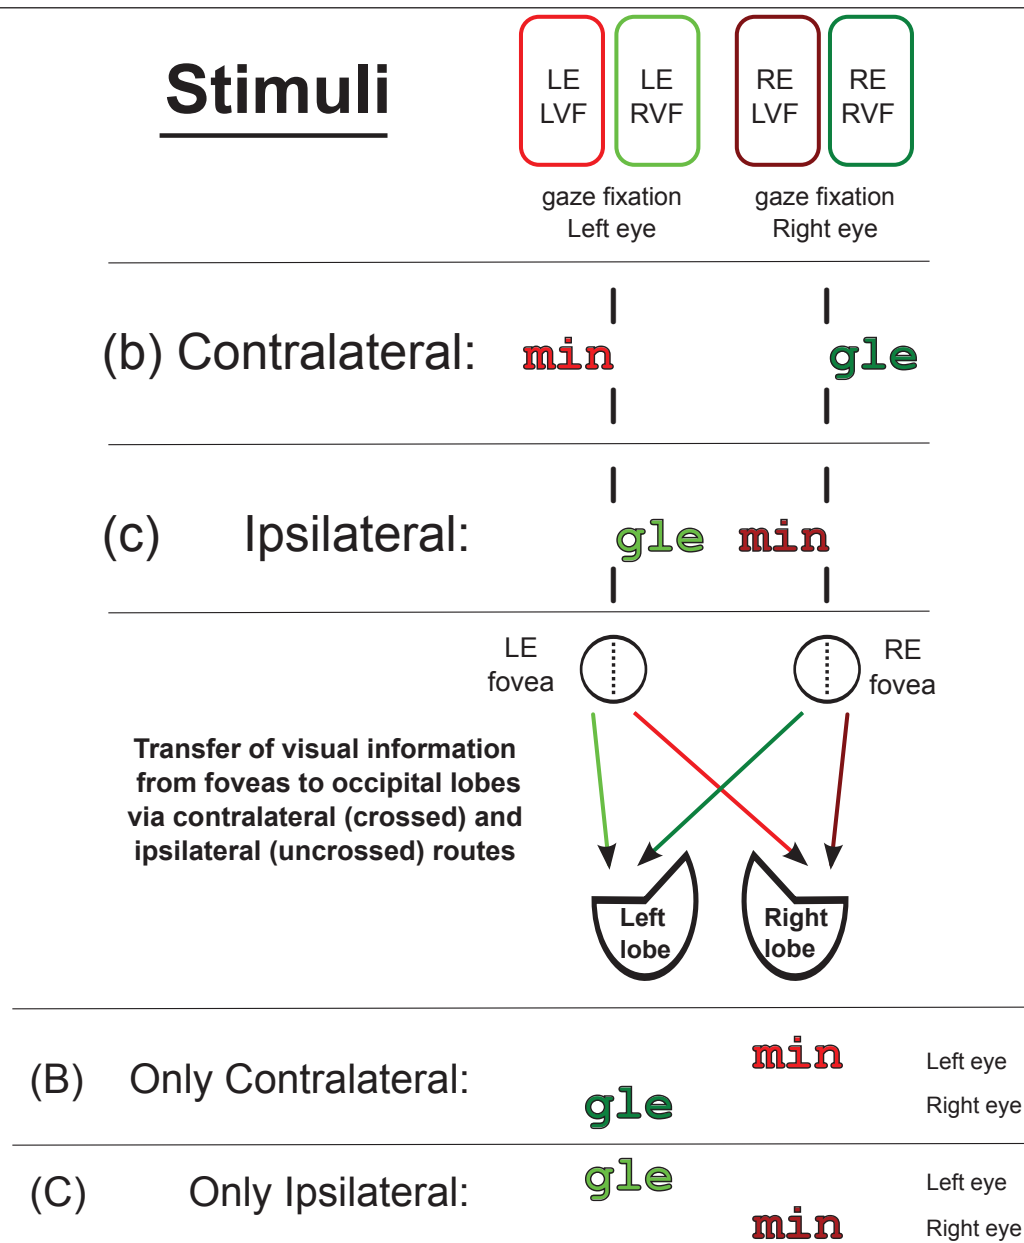 Stimuli
LE LE RE RE
LVF RVF LVF RVF
gaze fixation gaze fixation
Left eye Right eye
(b) Contralateral: min gle
(c) Ipsilateral: gle min
LE RE
fovea fovea
Transfer of visual information
from foveas to occipital lobes
via contralateral (crossed) and
ipsilateral (uncrossed) routes
Left Right
lobe lobe
min Left eye
(B) Only Contralateral:
gle Right eye
gle Left eye
(C) Only Ipsilateral:
min Right eye